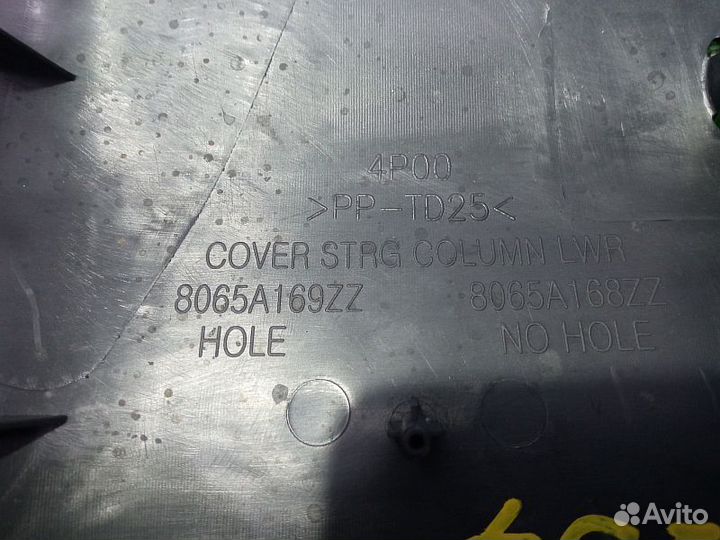 4P00
>PP-TD25<
COVER STRG COLUMN LWR
8065A169ZZ 8065A168ZZ
HOLE NO HOLE
Avito